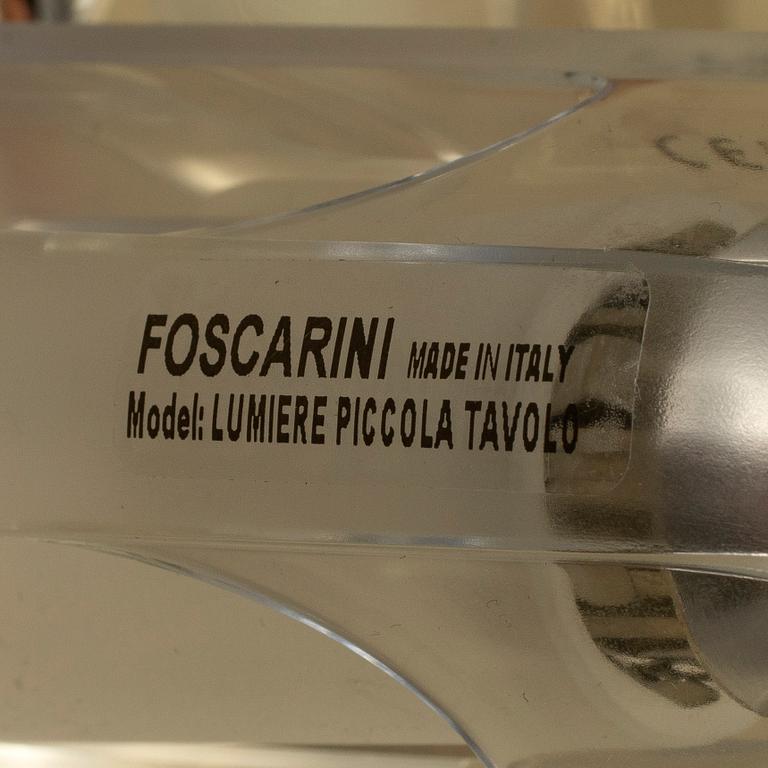 FOSCARINI MADE IN ITALY
Model: LUMIERE PICCOLA TAVOLO